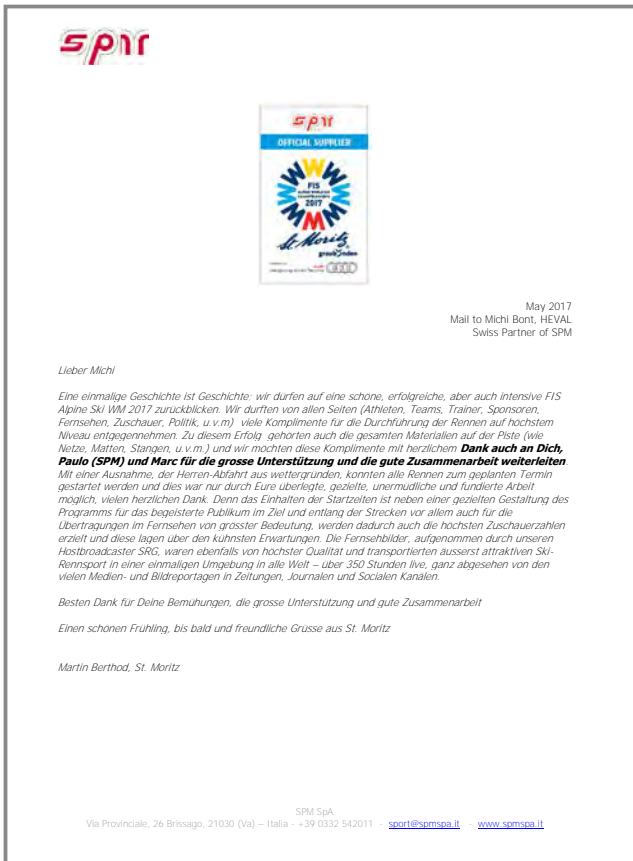 spm
spm
OFFICIAL SUPPLIER
FIS
2017
St. Moritz
graubünden
May 2017
Mail to Michi Bont, HEVAL
Swiss Partner of SPM
Lieber Michi
Eine einmalige Geschichte ist Geschichte; wir dürfen auf eine schöne, erfolgreiche, aber auch intensive FIS
Alpine Ski WM 2017 zurückblicken. Wir durften von allen Seiten (Athleten, Teams, Trainer, Sponsoren,
Fernsehen, Zuschauer, Politik, u.v.m) viele Komplimente für die Durchführung der Rennen auf höchstem
Niveau entgegennehmen. Zu diesem Erfolg gehörten auch die gesamten Materialien auf der Piste (wie
Netze, Matten, Stangen, u.v.m.) und wir möchten diese Komplimente mit herzlichem Dank auch an Dich,
Paulo (SPM) und Marc für die grosse Unterstützung und die gute Zusammenarbeit weiterleiten.
Mit einer Ausnahme, der Herren-Abfahrt aus wettergründen, konnten alle Rennen zum geplanten Termin
gestartet werden und dies war nur durch Eure überlegte, gezielte, unermüdliche und fundierte Arbeit
möglich, vielen herzlichen Dank. Denn das Einhalten der Startzeiten ist neben einer gezielten Gestaltung des
Programms für das begeisterte Publikum im Ziel und entlang der Strecken vor allem auch für die
Übertragungen im Fernsehen von grösster Bedeutung, werden dadurch auch die höchsten Zuschauerzahlen
erzielt und diese lagen über den kühnsten Erwartungen. Die Fernsehbilder, aufgenommen durch unseren
Hostbroadcaster SRG, waren ebenfalls von höchster Qualität und transportierten äusserst attraktiven Ski-
Rennsport in einer einmaligen Umgebung in alle Welt – über 350 Stunden live, ganz abgesehen von den
vielen Medien- und Bildreportagen in Zeitungen, Journalen und Socialen Kanälen.
Besten Dank für Deine Bemühungen, die grosse Unterstützung und gute Zusammenarbeit
Einen schönen Frühling, bis bald und freundliche Grüsse aus St. Moritz
Martin Berthod, St. Moritz
SPM SpA
Via Provinciale, 26 Brissago, 21030 (Va) – Italia - +39 0332 542011 - sport@spmspa.it - www.spmspa.it